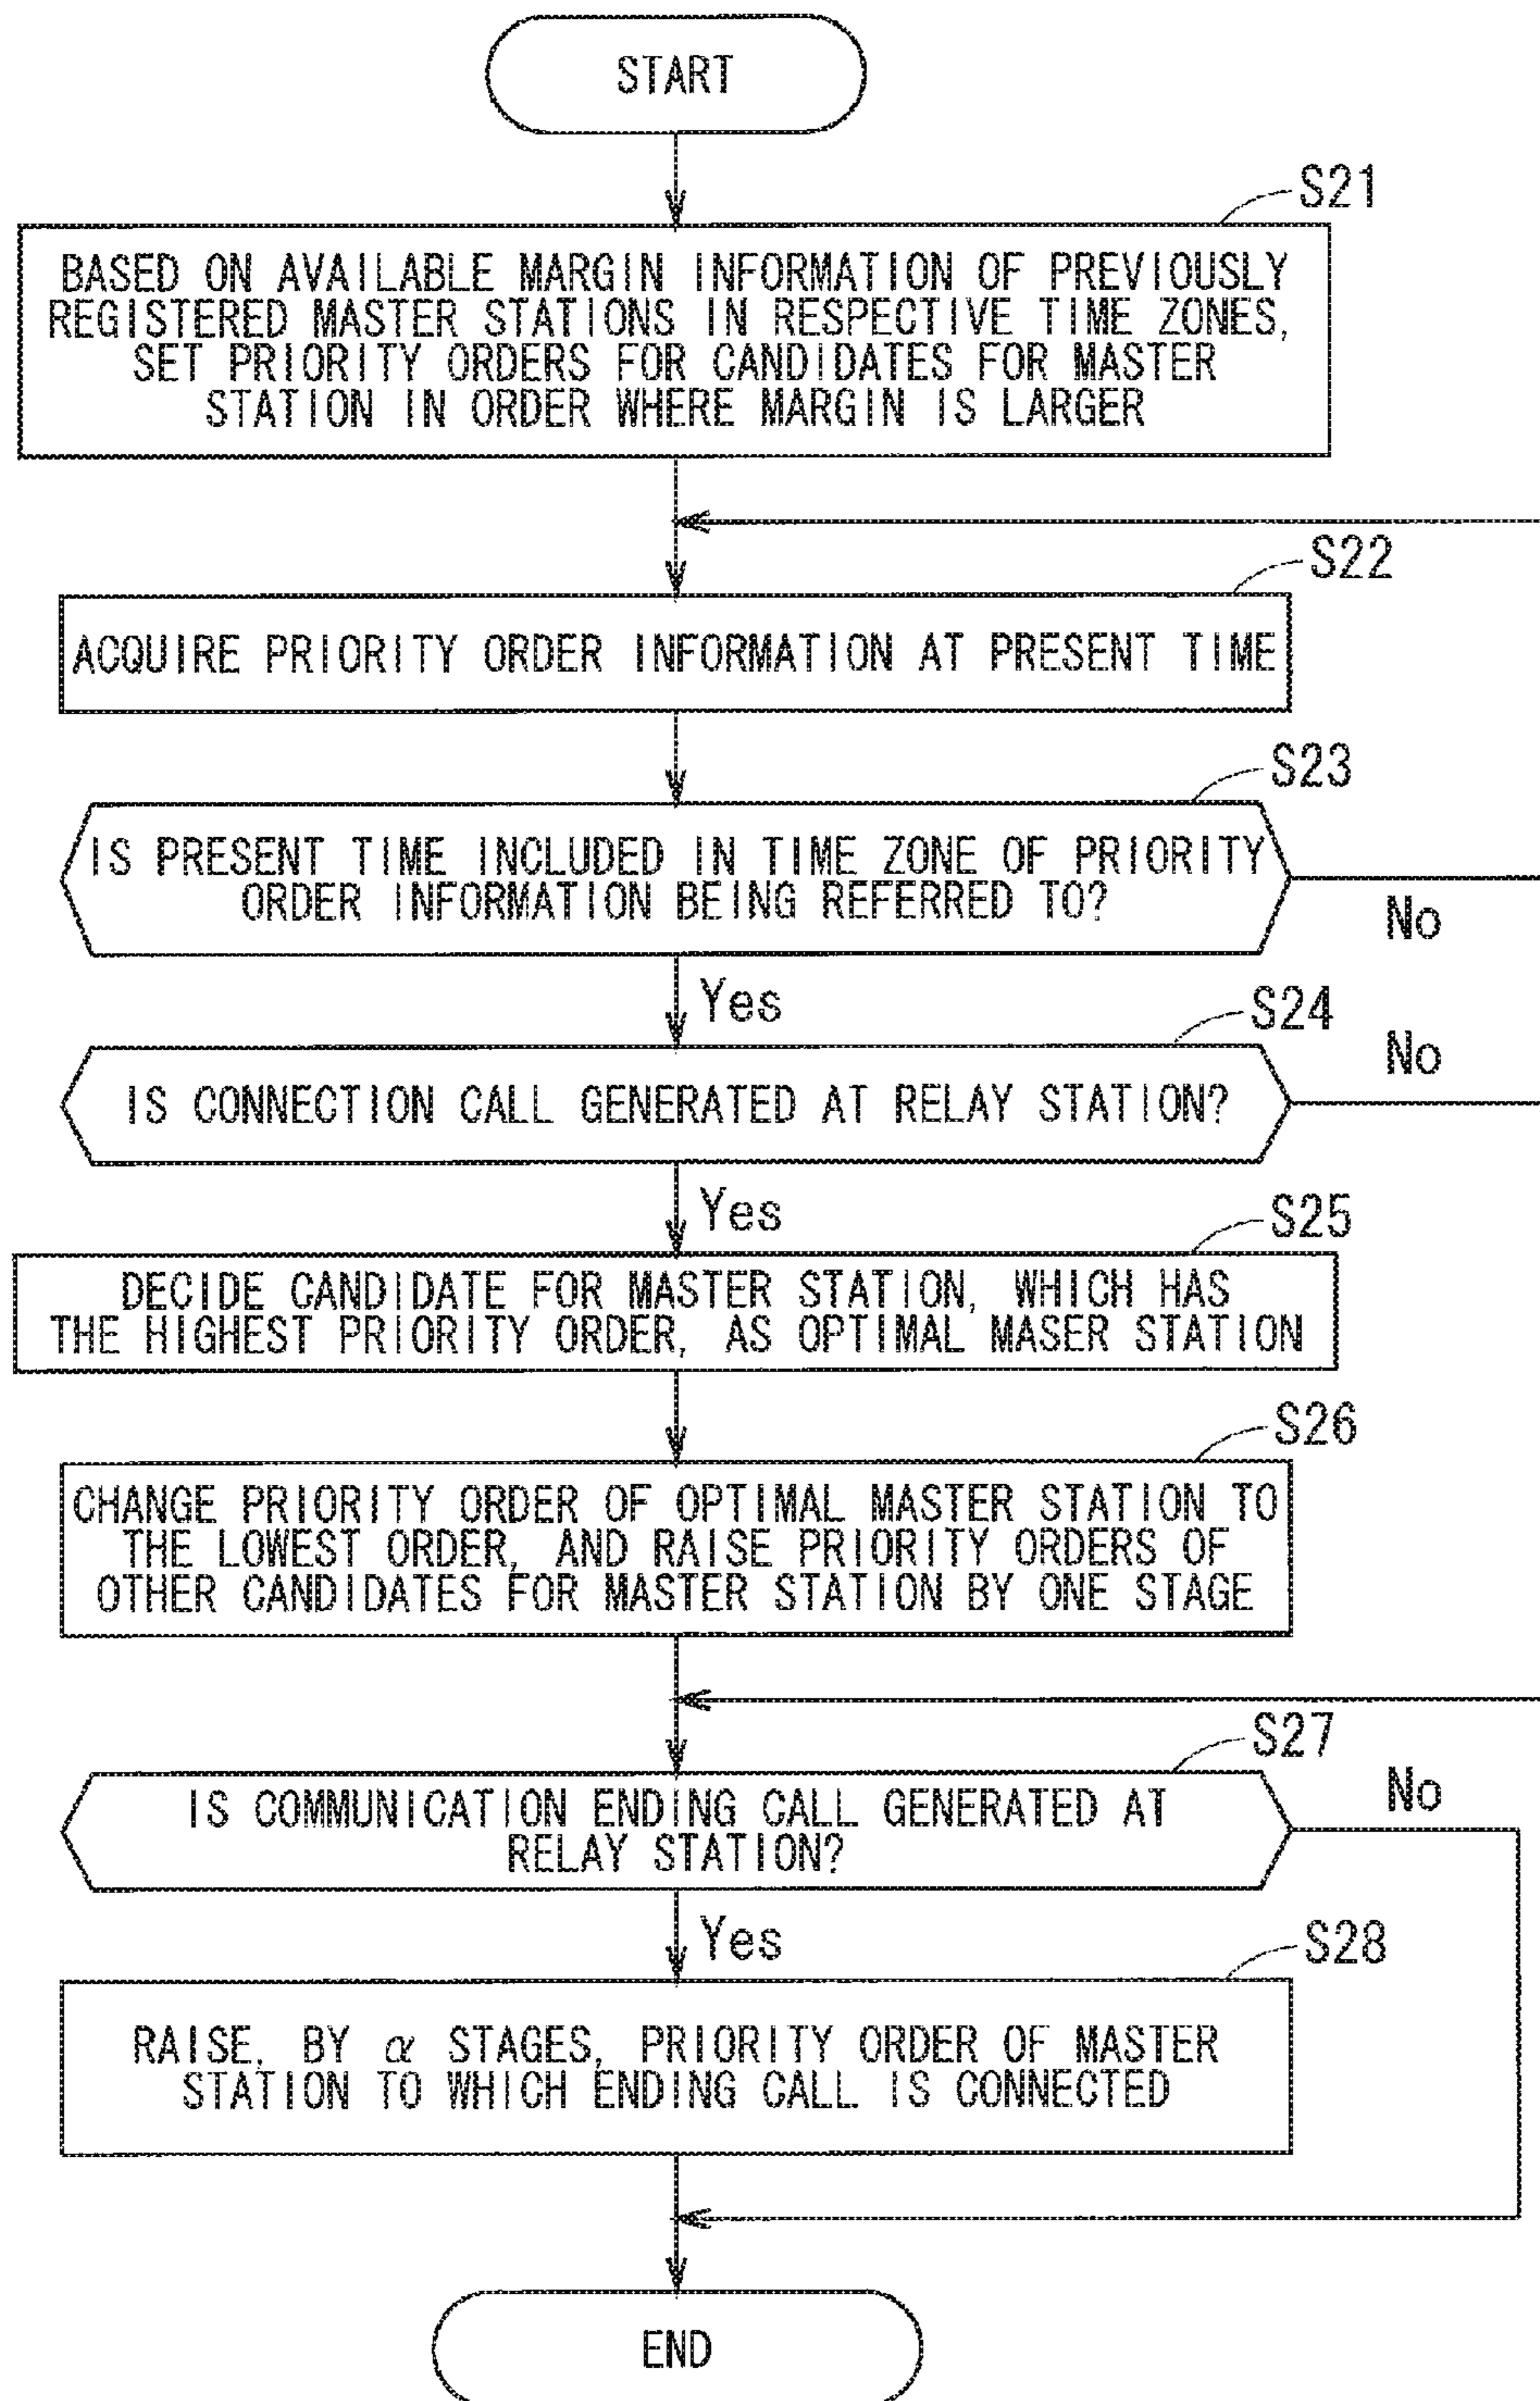 START
S21
BASED ON AVAILABLE MARGIN INFORMATION OF PREVIOUSLY
REGISTERED MASTER STATIONS IN RESPECTIVE TIME ZONES,
SET PRIORITY ORDERS FOR CANDIDATES FOR MASTER
STATION IN ORDER WHERE MARGIN IS LARGER
S22
ACQUIRE PRIORITY ORDER INFORMATION AT PRESENT TIME
S23
IS PRESENT TIME INCLUDED IN TIME ZONE OF PRIORITY
ORDER INFORMATION BEING REFERRED TO?
No
Yes
S24
No
IS CONNECTION CALL GENERATED AT RELAY STATION?
Yes
S25
DECIDE CANDIDATE FOR MASTER STATION, WHICH HAS
THE HIGHEST PRIORITY ORDER, AS OPTIMAL MASER STATION
S26
CHANGE PRIORITY ORDER OF OPTIMAL MASTER STATION TO
THE LOWEST ORDER, AND RAISE PRIORITY ORDERS OF
OTHER CANDIDATES FOR MASTER STATION BY ONE STAGE
S27
No
IS COMMUNICATION ENDING CALL GENERATED AT
RELAY STATION?
Yes
S28
RAISE, BY α STAGES, PRIORITY ORDER OF MASTER
STATION TO WHICH ENDING CALL IS CONNECTED
END